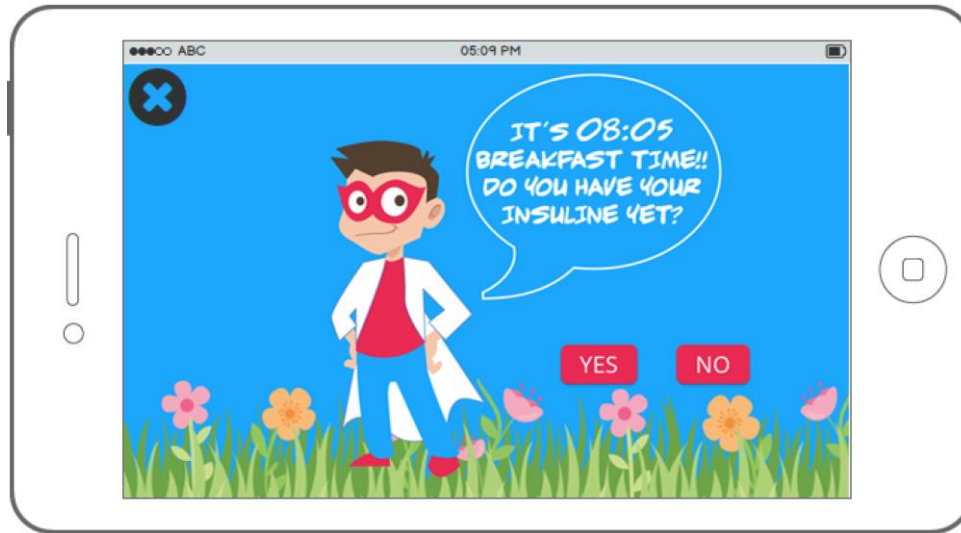 ABC 05:09 PM
IT'S 08:05
BREAKFAST TIME!!
DO YOU HAVE YOUR
INSULINE YET?
YES NO